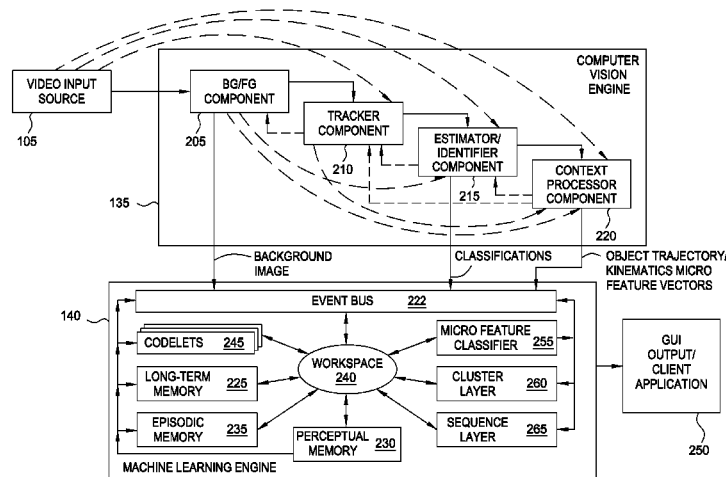 COMPUTER
VISION
ENGINE
VIDEO INPUT
SOURCE
105
BG/FG
COMPONENT
205
TRACKER
COMPONENT
210
ESTIMATOR/
IDENTIFIER
COMPONENT
215
CONTEXT
PROCESSOR
COMPONENT
220
135
BACKGROUND
IMAGE
CLASSIFICATIONS
OBJECT TRAJECTORY/
KINEMATICS MICRO
FEATURE VECTORS
140
EVENT BUS 222
CODELETS 245
LONG-TERM
MEMORY 225
EPISODIC
MEMORY 235
WORKSPACE
240
PERCEPTUAL
MEMORY 230
MICRO FEATURE
CLASSIFIER 255
CLUSTER
LAYER 260
SEQUENCE
LAYER 265
MACHINE LEARNING ENGINE
GUI
OUTPUT/
CLIENT
APPLICATION
250